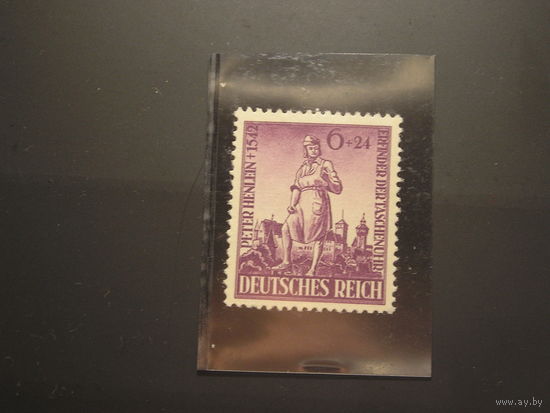 PETER HENLEIN + 1542
6+24
ERFINDER DER TASCHENUHR
DEUTSCHES REICH
www.ay.by